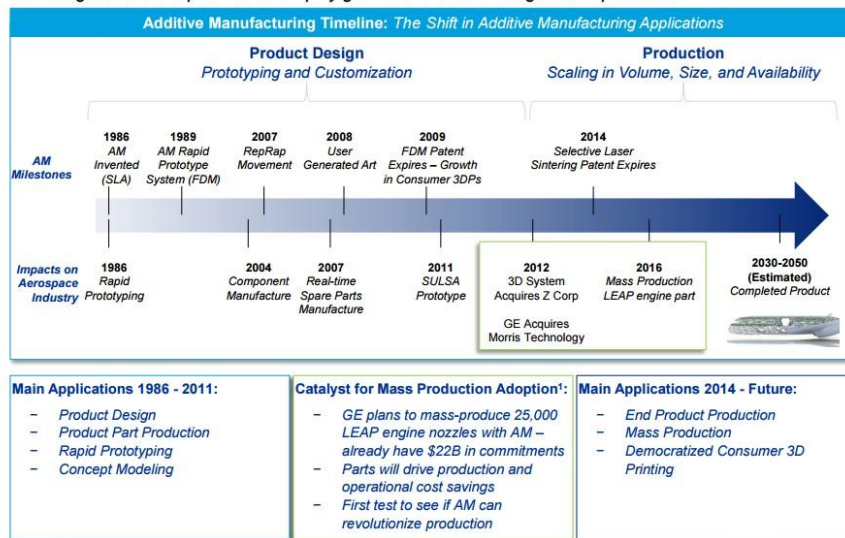 Additive Manufacturing Timeline: The Shift in Additive Manufacturing Applications
Product Design
Prototyping and Customization
Production
Scaling in Volume, Size, and Availability
AM
Milestones
1986
AM
Invented
(SLA)
1989
AM Rapid
Prototype
System (FDM)
2007
RepRap
Movement
2008
User
Generated Art
2009
FDM Patent
Expires – Growth
in Consumer 3DPs
2014
Selective Laser
Sintering Patent Expires
Impacts on
Aerospace
Industry
1986
Rapid
Prototyping
2004
Component
Manufacture
2007
Real-time
Spare Parts
Manufacture
2011
SULSA
Prototype
2012
3D System
Acquires Z Corp
GE Acquires
Morris Technology
2016
Mass Production
LEAP engine part
2030-2050
(Estimated)
Completed Product
Main Applications 1986 - 2011:
− Product Design
− Product Part Production
− Rapid Prototyping
− Concept Modeling
Catalyst for Mass Production Adoption¹:
− GE plans to mass-produce 25,000
LEAP engine nozzles with AM –
already have $22B in commitments
− Parts will drive production and
operational cost savings
− First test to see if AM can
revolutionize production
Main Applications 2014 - Future:
− End Product Production
− Mass Production
− Democratized Consumer 3D
Printing